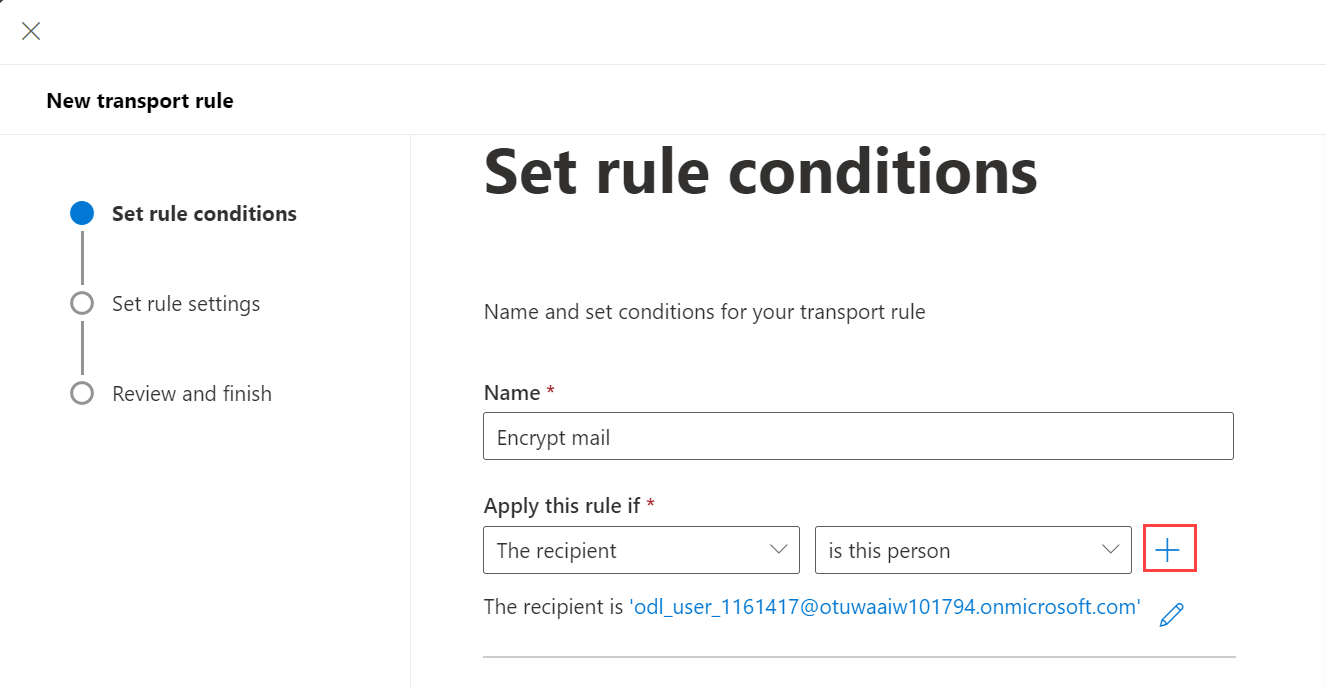 New transport rule
Set rule conditions
Set rule settings
Review and finish
Set rule conditions
Name and set conditions for your transport rule
Name *
Encrypt mail
Apply this rule if *
The recipient
is this person
The recipient is 'odl_user_1161417@otuwaaiw101794.onmicrosoft.com'